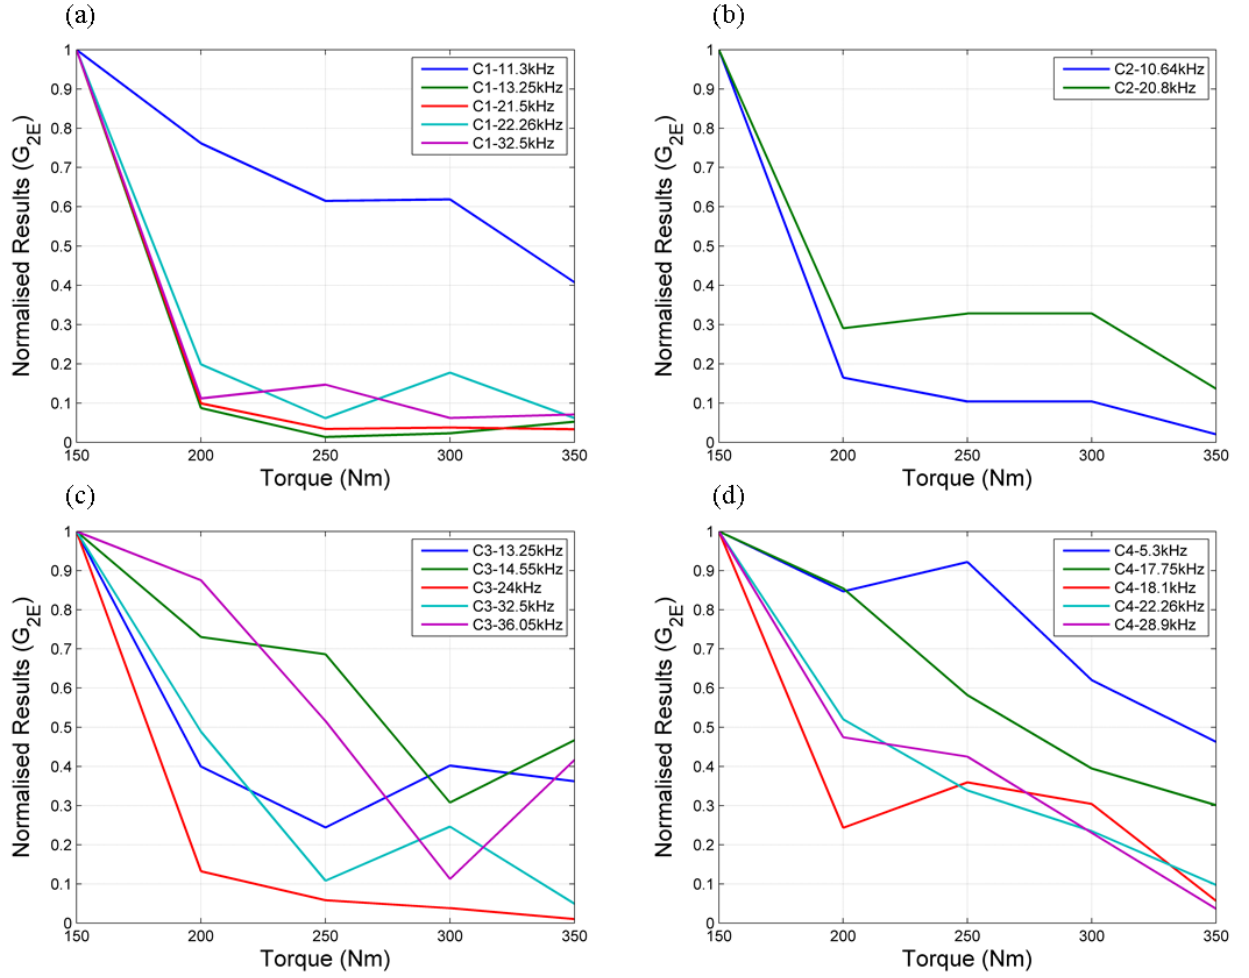 (a)
C1-11.3kHz
C1-13.25kHz
C1-21.5kHz
C1-22.26kHz
C1-32.5kHz
1
0.9
0.8
0.7
0.6
0.5
0.4
0.3
0.2
0.1
0
150 200 250 300 350
Normalised Results (G2E)
Torque (Nm)
(b)
C2-10.64kHz
C2-20.8kHz
1
0.9
0.8
0.7
0.6
0.5
0.4
0.3
0.2
0.1
0
150 200 250 300 350
Normalised Results (G2E)
Torque (Nm)
(c)
C3-13.25kHz
C3-14.55kHz
C3-24kHz
C3-32.5kHz
C3-36.05kHz
1
0.9
0.8
0.7
0.6
0.5
0.4
0.3
0.2
0.1
0
150 200 250 300 350
Normalised Results (G2E)
Torque (Nm)
(d)
C4-5.3kHz
C4-17.75kHz
C4-18.1kHz
C4-22.26kHz
C4-28.9kHz
1
0.9
0.8
0.7
0.6
0.5
0.4
0.3
0.2
0.1
0
150 200 250 300 350
Normalised Results (G2E)
Torque (Nm)